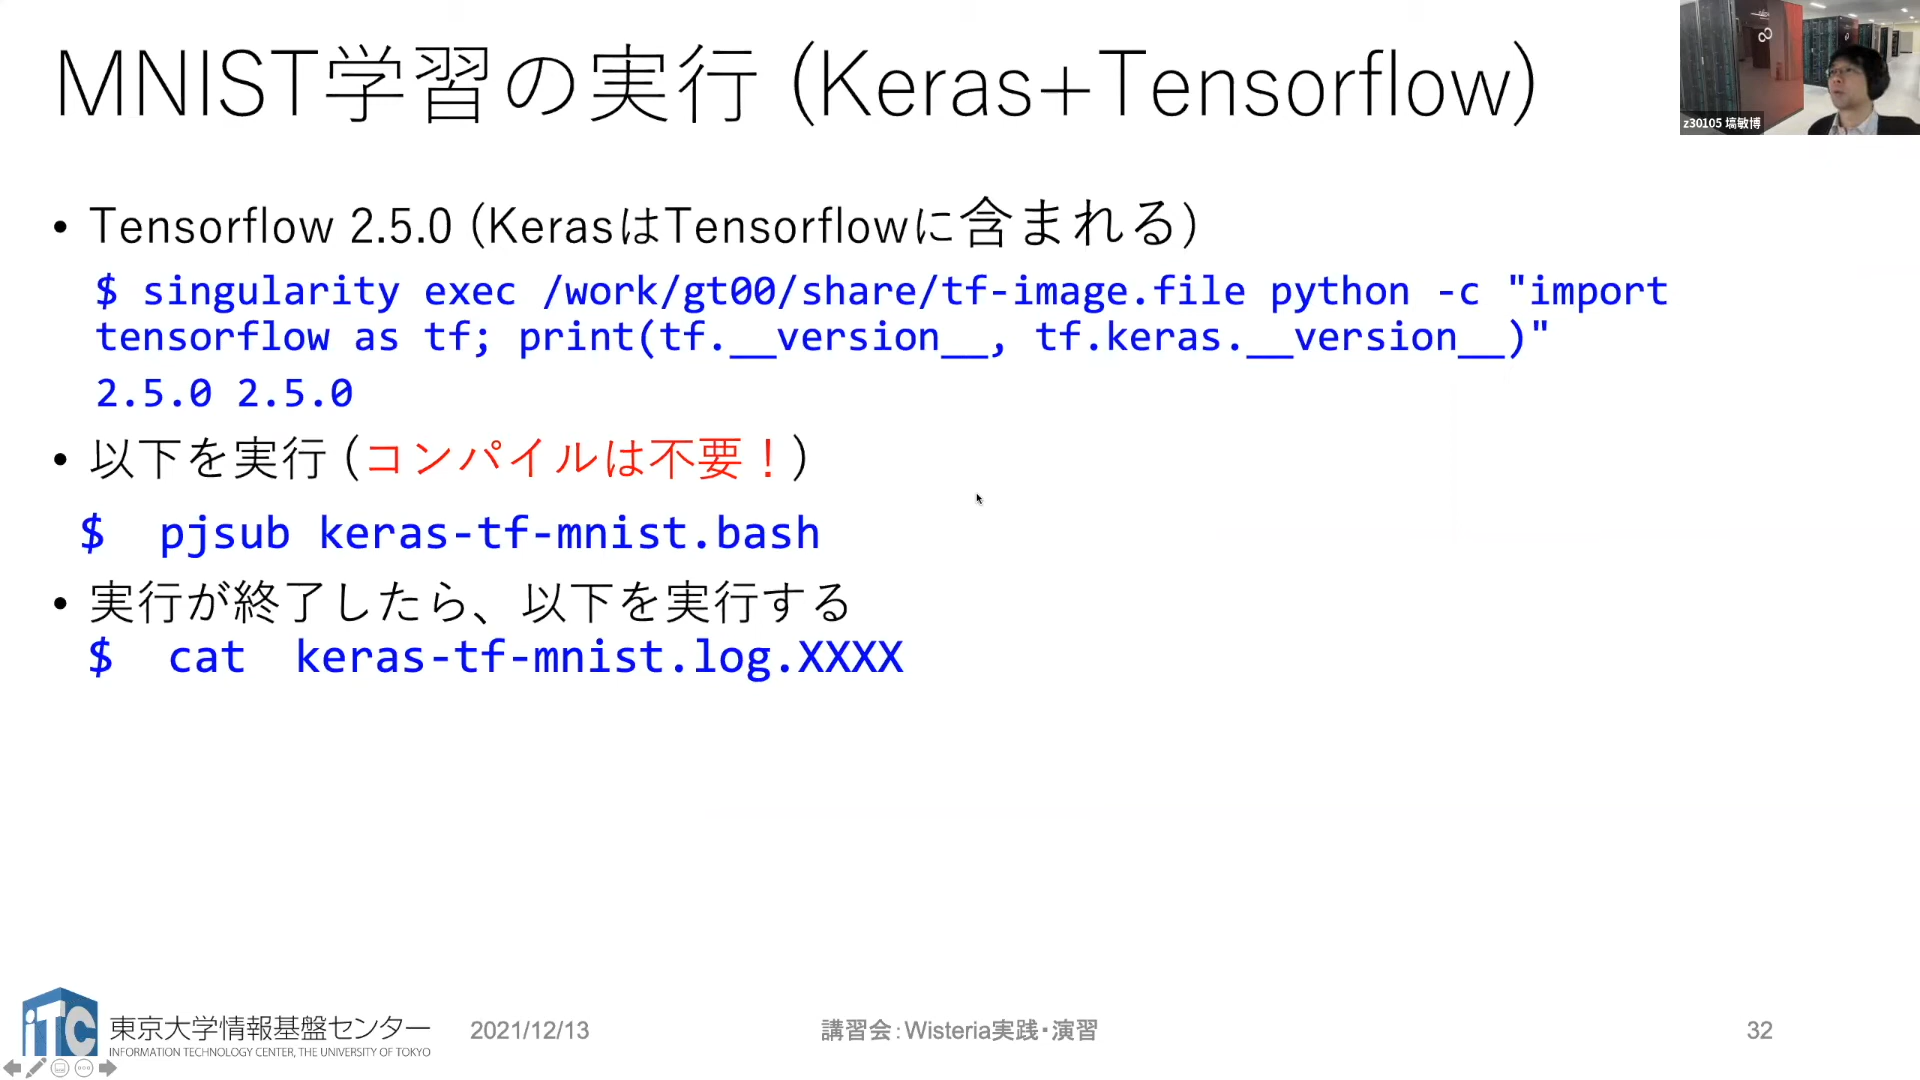 MNIST学習の実行 (Keras+Tensorflow)
z30105 塙敏博
• Tensorflow 2.5.0 (KerasはTensorflowに含まれる)
$ singularity exec /work/gt00/share/tf-image.file python -c "import
tensorflow as tf; print(tf.__version__, tf.keras.__version__)"
2.5.0 2.5.0
• 以下を実行 (コンパイルは不要！)
$ pjsub keras-tf-mnist.bash
• 実行が終了したら、以下を実行する
$ cat keras-tf-mnist.log.XXXX
iTC
東京大学情報基盤センター
INFORMATION TECHNOLOGY CENTER, THE UNIVERSITY OF TOKYO
2021/12/13
講習会：Wisteria実践・演習
32